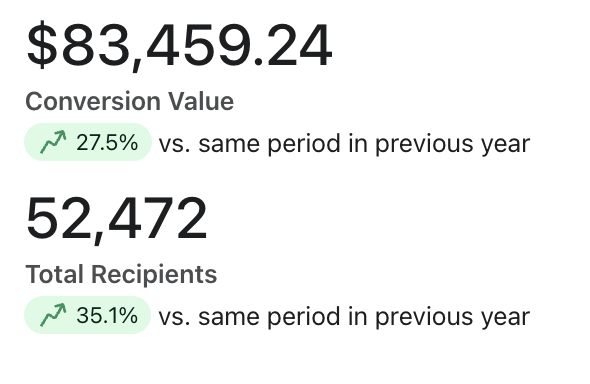 $83,459.24
Conversion Value
27.5% vs. same period in previous year
52,472
Total Recipients
35.1% vs. same period in previous year